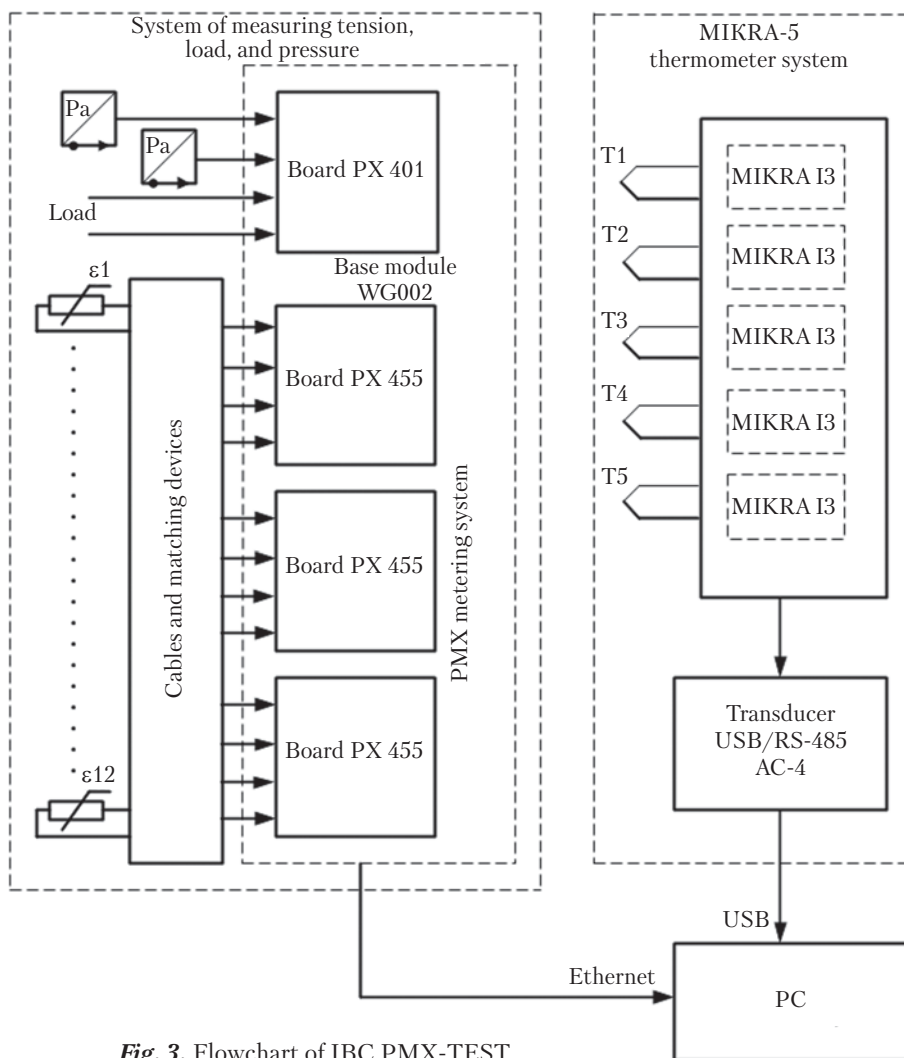 System of measuring tension,
load, and pressure
Pa
Pa
Board PX 401
Load
Base module
WG002
ε1
Board PX 455
Cables and matching devices
Board PX 455
PMX metering system
Board PX 455
ε12
MIKRA-5
thermometer system
T1
MIKRA I3
T2
MIKRA I3
T3
MIKRA I3
T4
MIKRA I3
T5
MIKRA I3
Transducer
USB/RS-485
AC-4
USB
Ethernet
PC
Fig. 3. Flowchart of IBC PMX-TEST